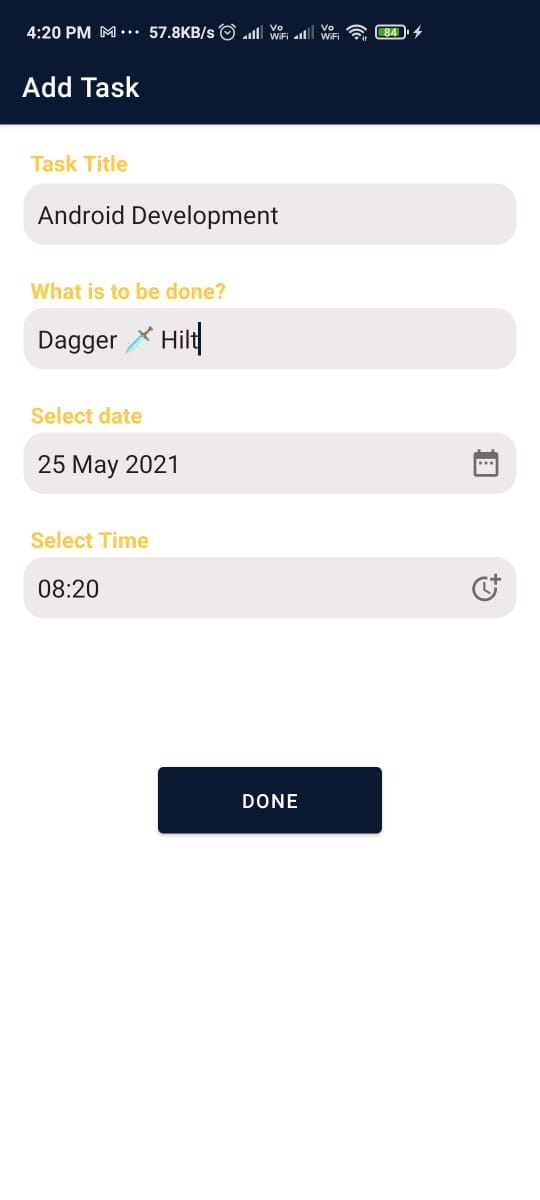 4:20 PM ... 57.8KB/s Vo WiFi Vo WiFi 84
Add Task
Task Title
Android Development
What is to be done?
Dagger 🗡️ Hilt
Select date
25 May 2021
Select Time
08:20
DONE